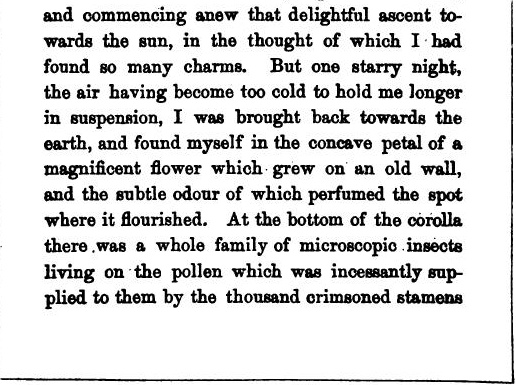 and commencing anew that delightful ascent to-
wards the sun, in the thought of which I had
found so many charms. But one starry night,
the air having become too cold to hold me longer
in suspension, I was brought back towards the
earth, and found myself in the concave petal of a
magnificent flower which grew on an old wall,
and the subtle odour of which perfumed the spot
where it flourished. At the bottom of the corolla
there was a whole family of microscopic insects
living on the pollen which was incessantly sup-
plied to them by the thousand crimsoned stamens